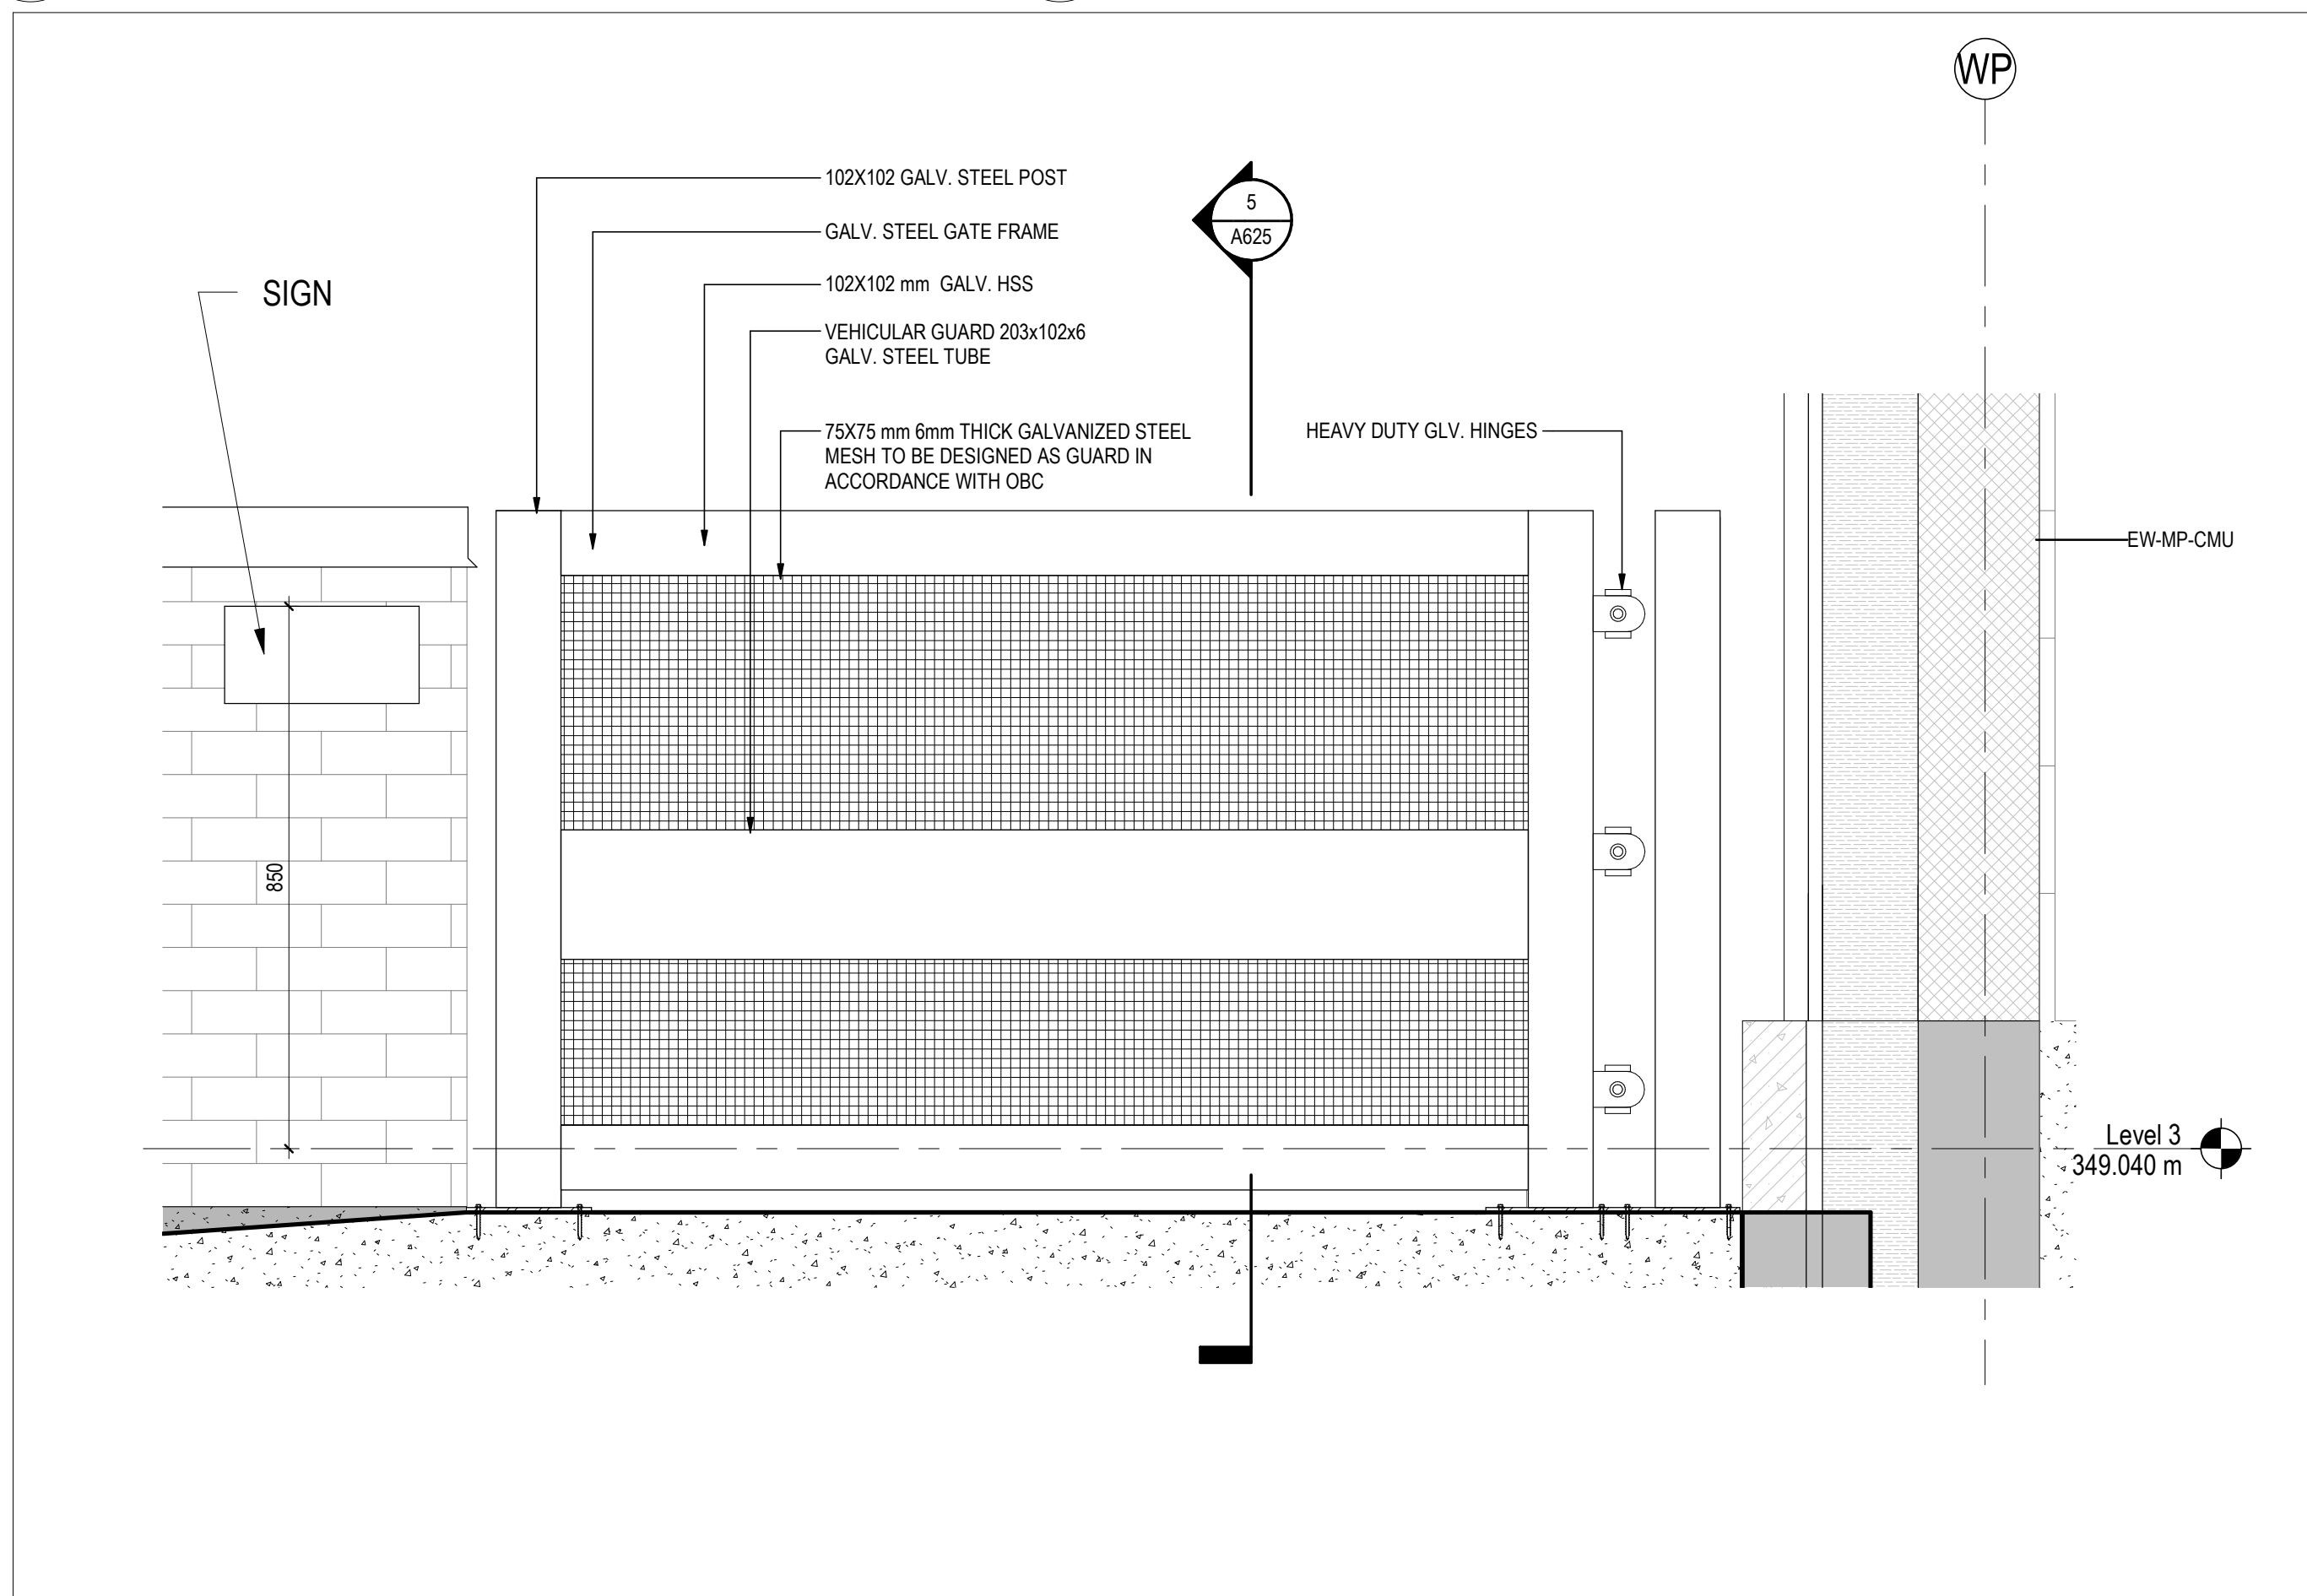 WP
102X102 GALV. STEEL POST
5
A625
GALV. STEEL GATE FRAME
102X102 mm  GALV. HSS
SIGN
VEHICULAR GUARD 203x102x6
GALV. STEEL TUBE
75X75 mm 6mm THICK GALVANIZED STEEL
MESH TO BE DESIGNED AS GUARD IN
ACCORDANCE WITH OBC
HEAVY DUTY GLV. HINGES
EW-MP-CMU
850
Level 3
349.040 m